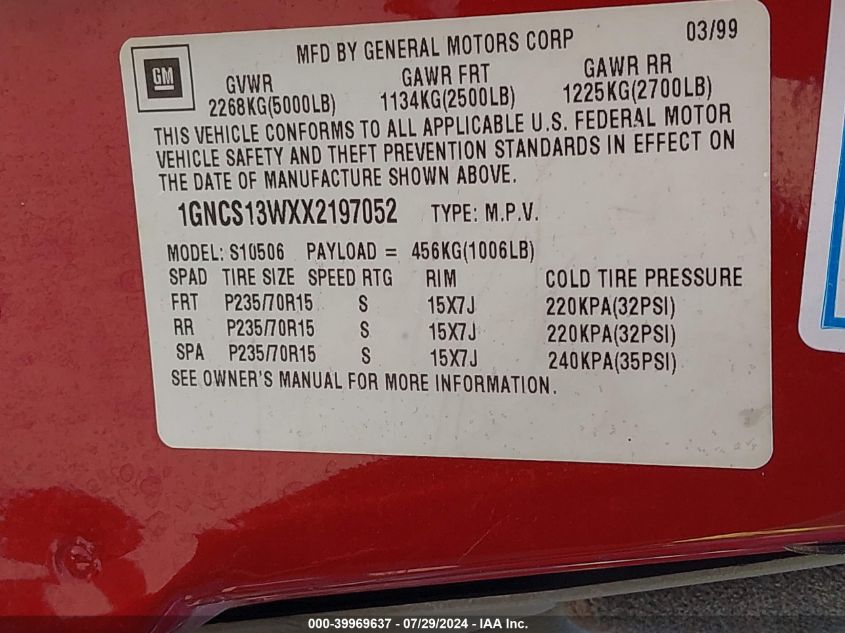 MFD BY GENERAL MOTORS CORP 03/99
GM
GVWR GAWR FRT GAWR RR
2268KG(5000LB) 1134KG(2500LB) 1225KG(2700LB)
THIS VEHICLE CONFORMS TO ALL APPLICABLE U.S. FEDERAL MOTOR
VEHICLE SAFETY AND THEFT PREVENTION STANDARDS IN EFFECT ON
THE DATE OF MANUFACTURE SHOWN ABOVE.
1GNCS13WXX2197052 TYPE: M.P.V.
MODEL: S10506 PAYLOAD = 456KG(1006LB)
SPAD TIRE SIZE SPEED RTG RIM COLD TIRE PRESSURE
FRT P235/70R15 S 15X7J 220KPA(32PSI)
RR P235/70R15 S 15X7J 220KPA(32PSI)
SPA P235/70R15 S 15X7J 240KPA(35PSI)
SEE OWNER'S MANUAL FOR MORE INFORMATION.
000-39969637 - 07/29/2024 - IAA Inc.